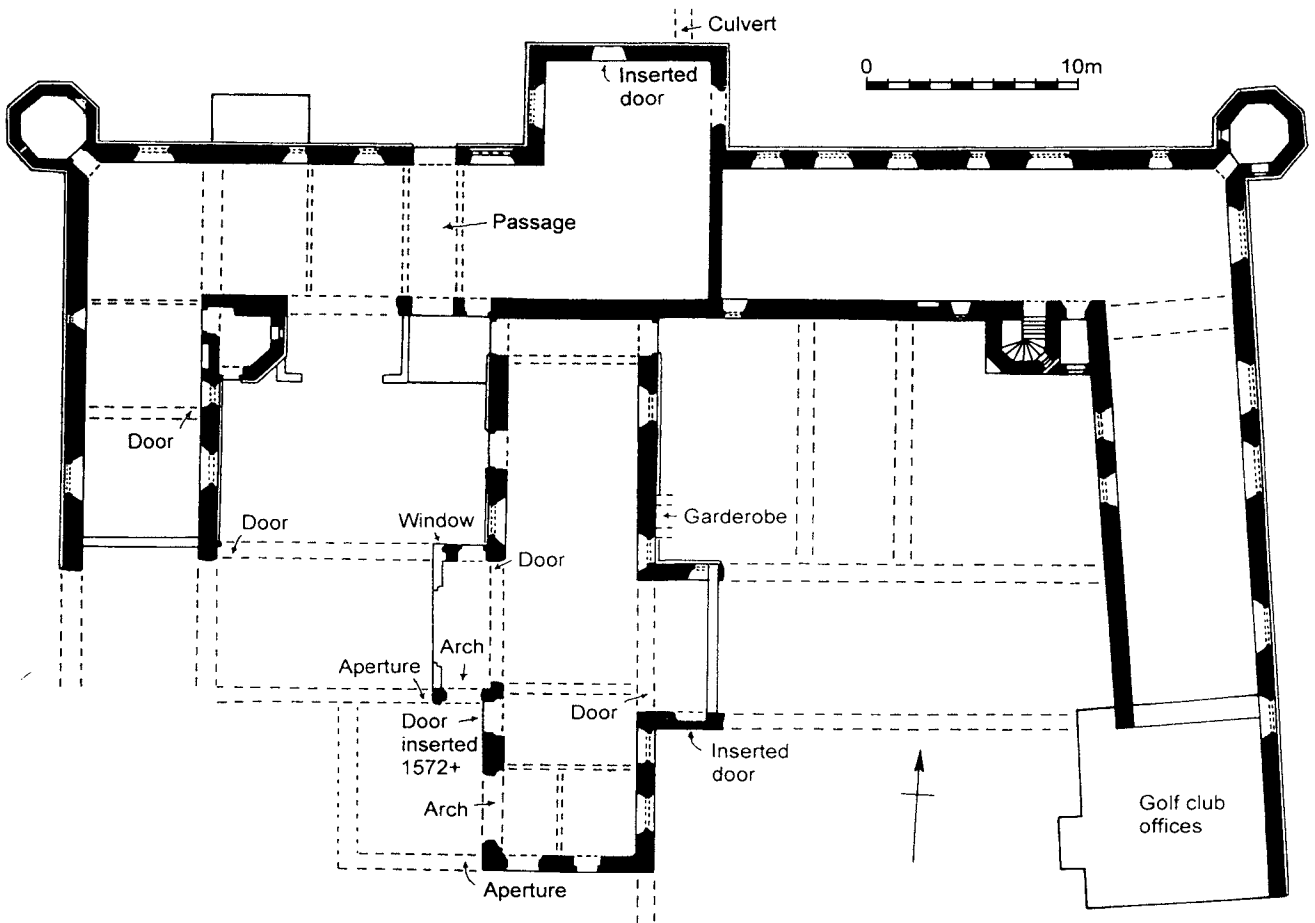 Culvert
0
10m
Inserted
door
Passage
Door
Door
Window
Garderobe
Door
Arch
Aperture
Door
inserted
1572+
Door
Inserted
door
Arch
Golf club
offices
Aperture